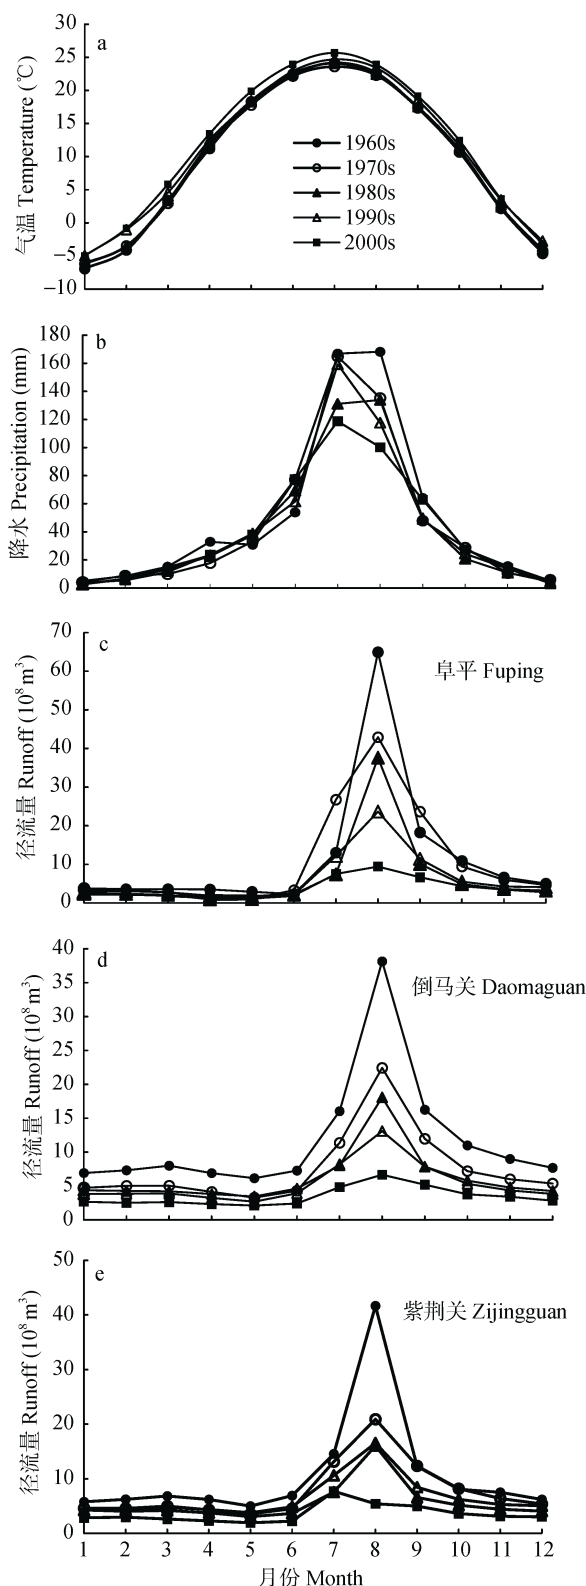 30
a
25
20
15
10
5
0
−5
−10
气温 Temperature (℃)
1960s
1970s
1980s
1990s
2000s
180
b
160
140
120
100
80
60
40
20
0
降水 Precipitation (mm)
70
c
60
50
40
30
20
10
0
径流量 Runoff (10⁸ m³)
阜平 Fuping
40
d
35
30
25
20
15
10
5
0
径流量 Runoff (10⁸ m³)
倒马关 Daomaguan
50
e
40
30
20
10
0
径流量 Runoff (10⁸ m³)
紫荆关 Zijingguan
1 2 3 4 5 6 7 8 9 10 11 12
月份 Month